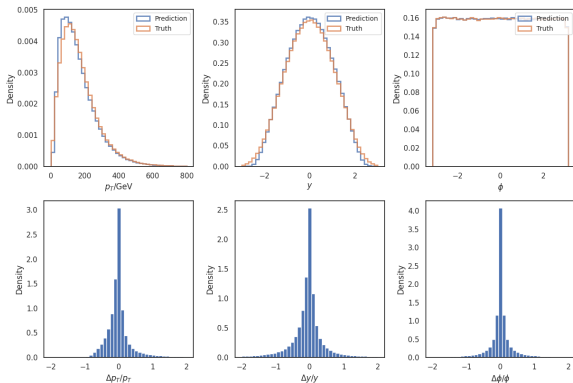 0.005
0.004
0.003
0.002
0.001
0.000
Density
0 200 400 600 800
p_T/GeV
Prediction
Truth
0.35
0.30
0.25
0.20
0.15
0.10
0.05
0.00
Density
−2 0 2
y
Prediction
Truth
0.16
0.14
0.12
0.10
0.08
0.06
0.04
0.02
0.00
Density
−2 0 2
ϕ
Prediction
Truth
3.0
2.5
2.0
1.5
1.0
0.5
0.0
Density
−2 −1 0 1 2
Δp_T/p_T
2.5
2.0
1.5
1.0
0.5
0.0
Density
−2 −1 0 1 2
Δy/y
4.0
3.5
3.0
2.5
2.0
1.5
1.0
0.5
0.0
Density
−2 −1 0 1 2
Δϕ/ϕ